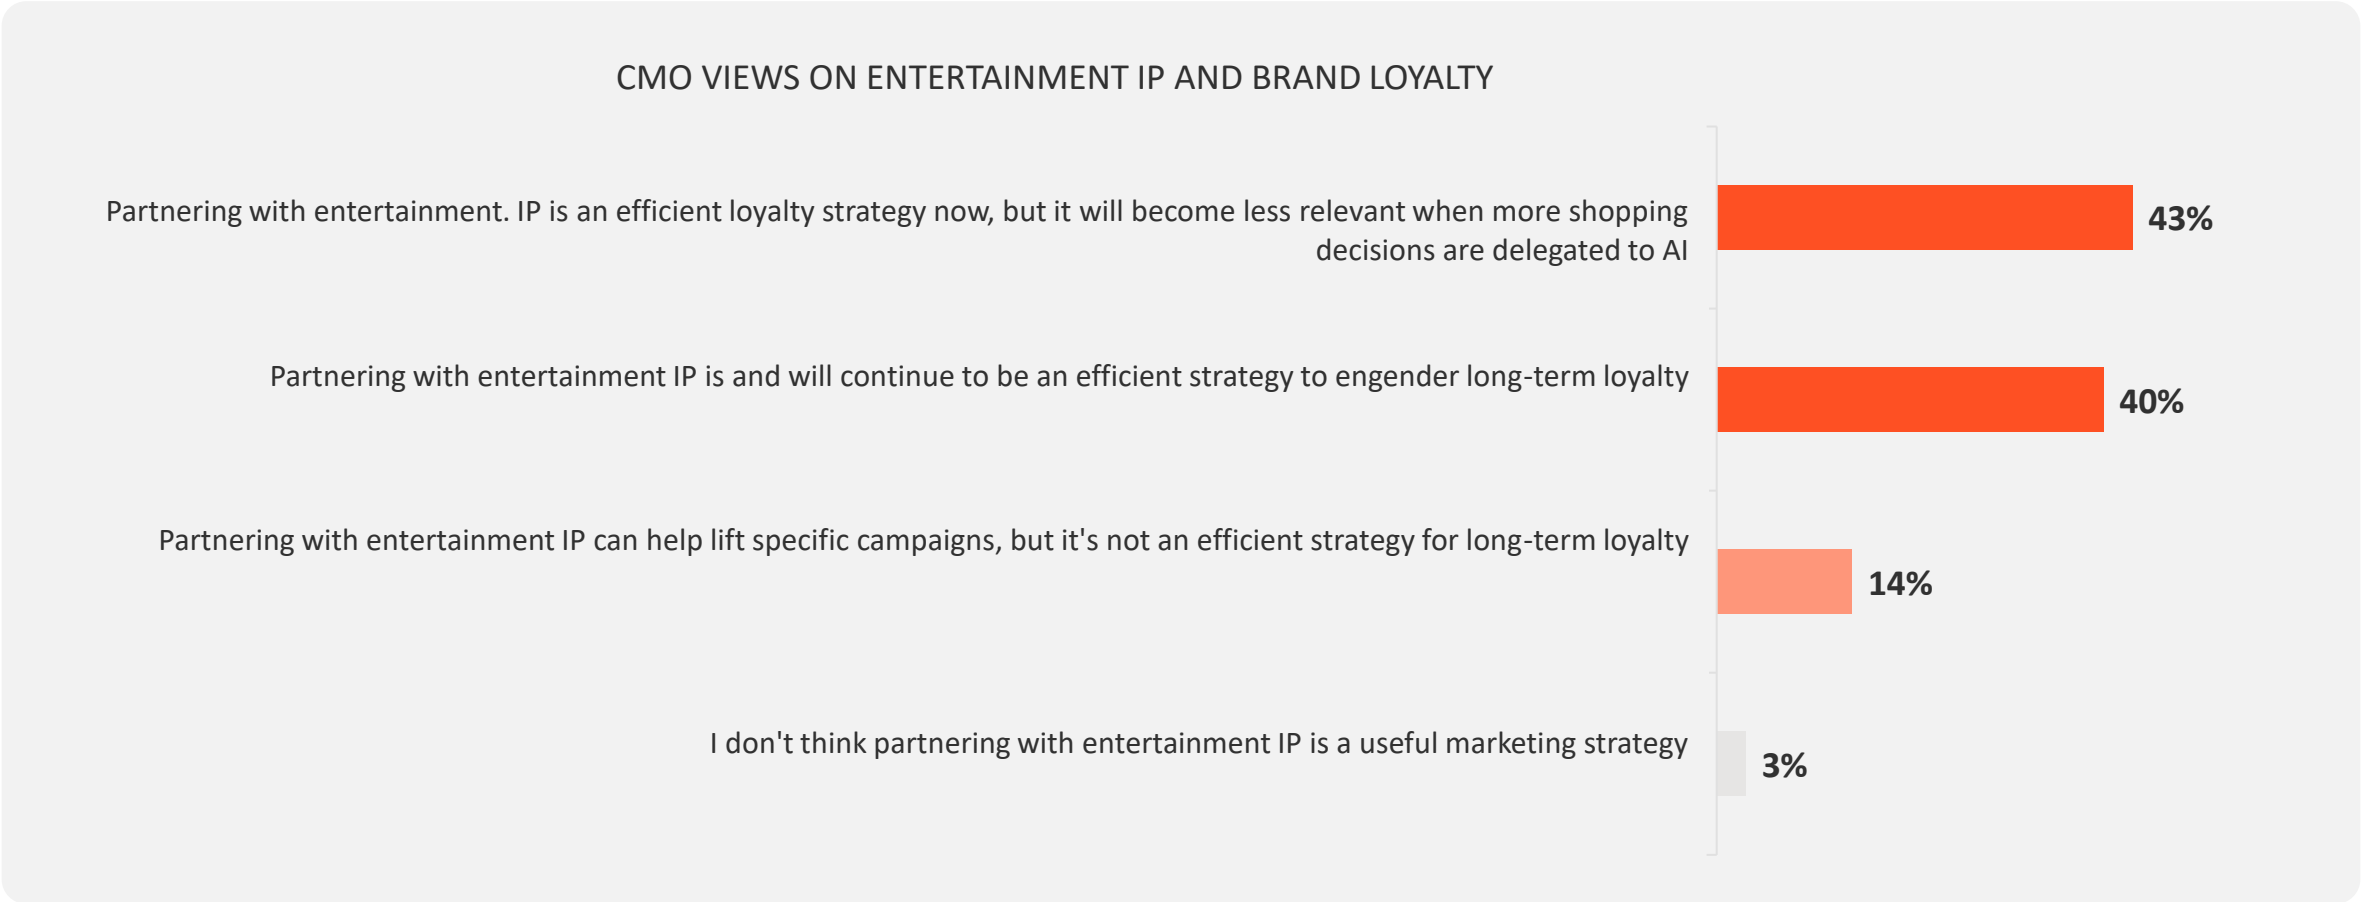 CMO VIEWS ON ENTERTAINMENT IP AND BRAND LOYALTY
Partnering with entertainment. IP is an efficient loyalty strategy now, but it will become less relevant when more shopping
decisions are delegated to AI
43%
Partnering with entertainment IP is and will continue to be an efficient strategy to engender long-term loyalty
40%
Partnering with entertainment IP can help lift specific campaigns, but it's not an efficient strategy for long-term loyalty
14%
I don't think partnering with entertainment IP is a useful marketing strategy
3%